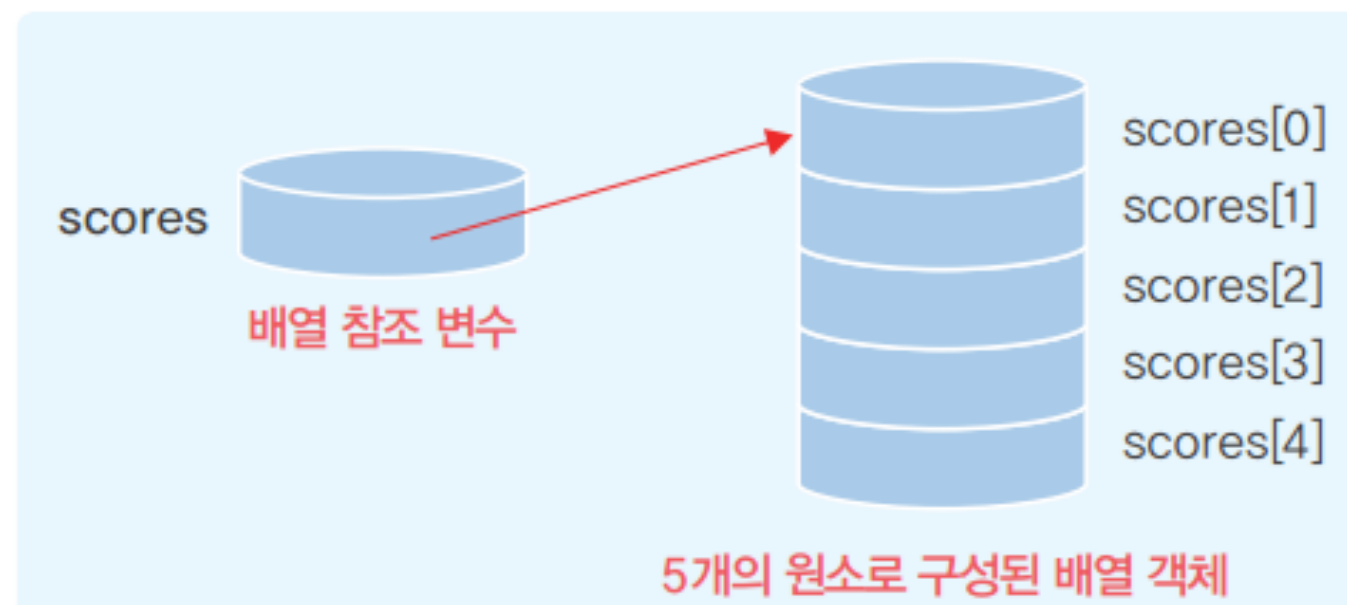 scores
배열 참조 변수
scores[0]
scores[1]
scores[2]
scores[3]
scores[4]
5개의 원소로 구성된 배열 객체